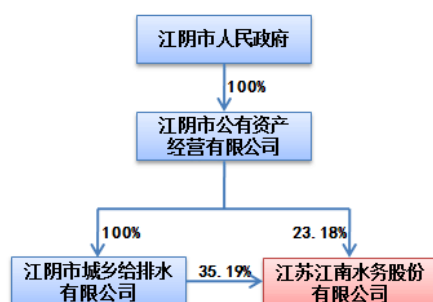 江阴市人民政府
100%
江阴市公有资产
经营有限公司
100%
23.18%
江阴市城乡给排水
有限公司
35.19%
江苏江南水务股份
有限公司